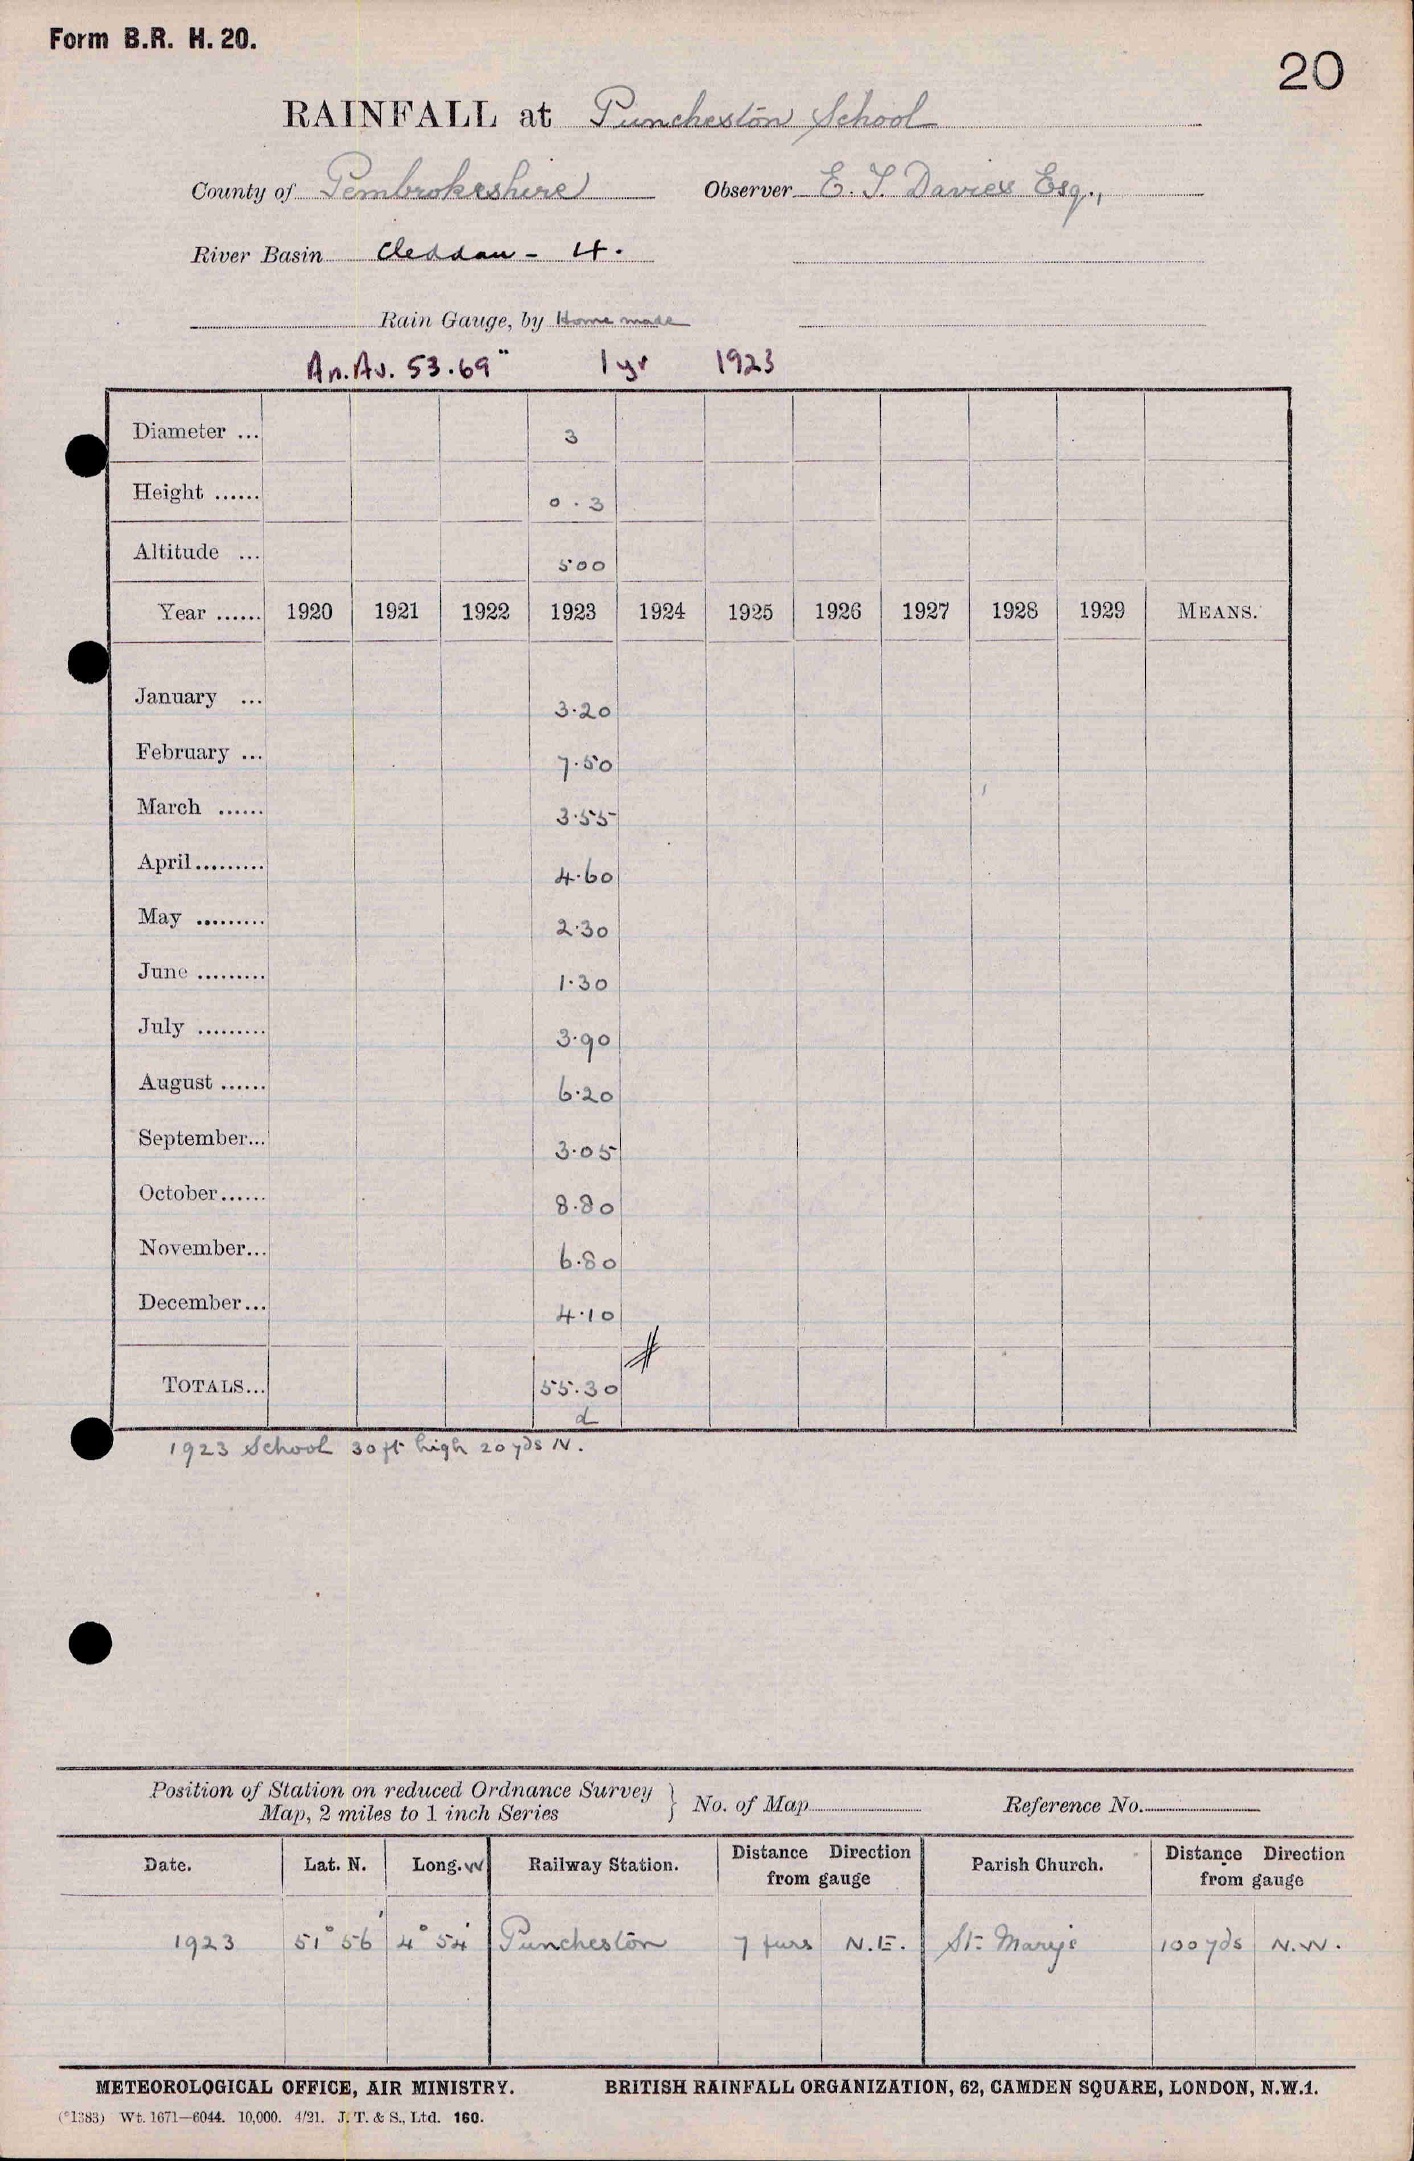 Form B.R. H. 20.
20
RAINFALL at Puncheston School
County of Pembrokeshire Observer E. T. Davies Esq.,
River Basin Cleddau - 4.
Rain Gauge, by Home made
An. Av. 53.69" 1 yr 1923
Diameter ... 3
Height ...... 0.3
Altitude ... 500
Year ...... 1920 1921 1922 1923 1924 1925 1926 1927 1928 1929 MEANS.
January ... 3.20
February ... 7.50
March ...... 3.55
April ......... 4.60
May ......... 2.30
June ......... 1.30
July ......... 3.90
August ...... 6.20
September... 3.05
October...... 8.80
November... 6.80
December... 4.10
TOTALS... 55.30
d
1923 School 30ft high 20 yds N.
Position of Station on reduced Ordnance Survey
Map, 2 miles to 1 inch Series } No. of Map Reference No.
Date. Lat. N. Long. W Railway Station. Distance Direction from gauge Parish Church. Distance Direction from gauge
1923 51° 56' 4° 54' Puncheston 7 furs N.E. St. Mary's 100 yds N.W.
METEOROLOGICAL OFFICE, AIR MINISTRY. BRITISH RAINFALL ORGANIZATION, 62, CAMDEN SQUARE, LONDON, N.W.1.
(*1383) Wt. 1671—6044. 10,000. 4/21. J. T. & S., Ltd. 160.